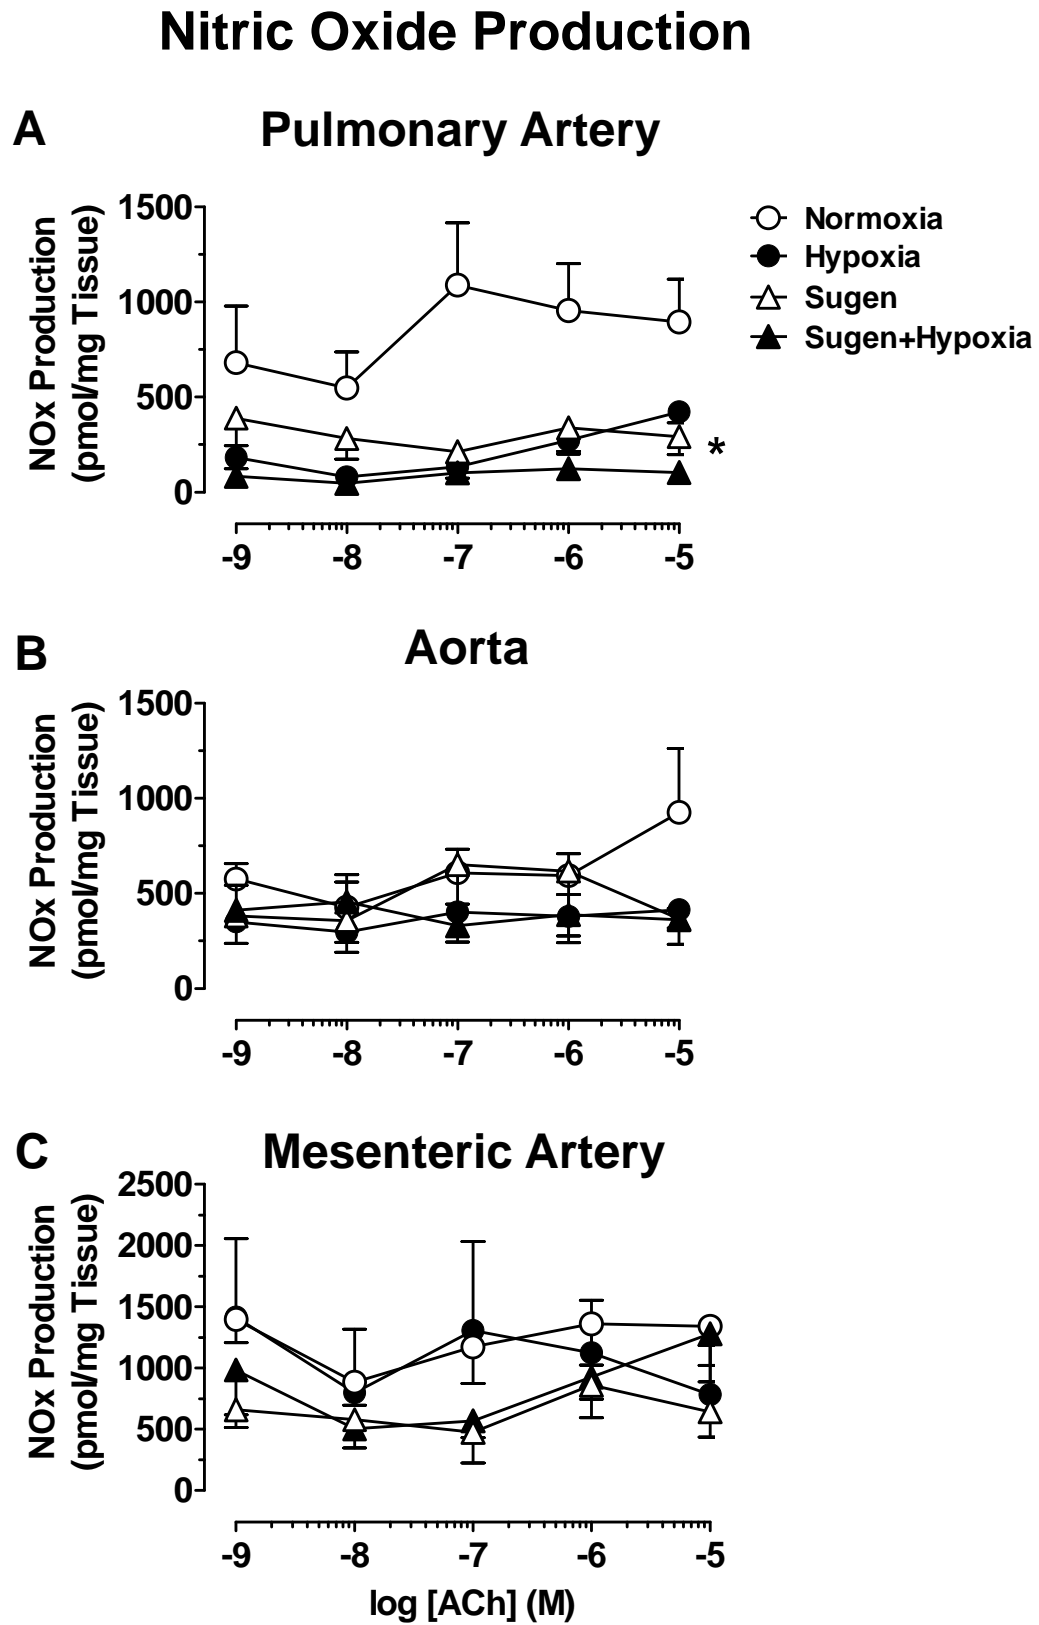 Nitric Oxide Production
A
Pulmonary Artery
NOx Production
(pmol/mg Tissue)
1500
1000
500
0
-9 -8 -7 -6 -5
*
Normoxia
Hypoxia
Sugen
Sugen+Hypoxia
B
Aorta
NOx Production
(pmol/mg Tissue)
1500
1000
500
0
-9 -8 -7 -6 -5
C
Mesenteric Artery
NOx Production
(pmol/mg Tissue)
2500
2000
1500
1000
500
0
-9 -8 -7 -6 -5
log [ACh] (M)